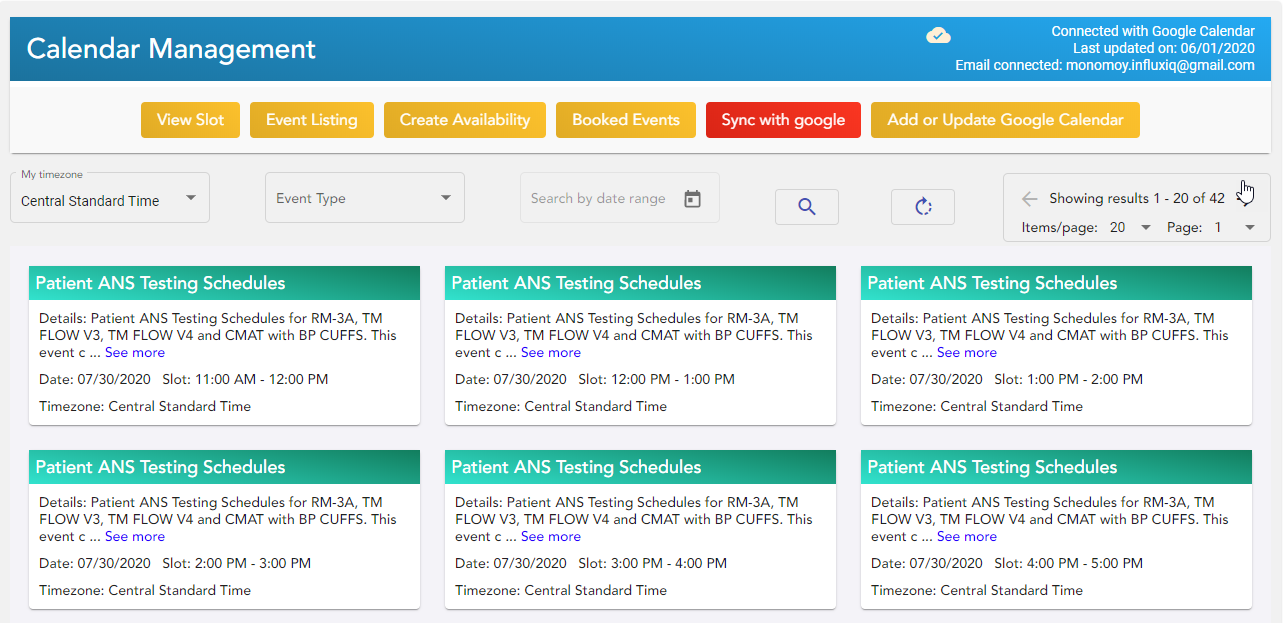 Calendar Management
Connected with Google Calendar
Last updated on: 06/01/2020
Email connected: monomoy.influxiq@gmail.com
View Slot
Event Listing
Create Availability
Booked Events
Sync with google
Add or Update Google Calendar
My timezone
Central Standard Time
Event Type
Search by date range
Showing results 1 - 20 of 42
Items/page: 20 Page: 1
Patient ANS Testing Schedules
Details: Patient ANS Testing Schedules for RM-3A, TM
FLOW V3, TM FLOW V4 and CMAT with BP CUFFS. This
event c ... See more
Date: 07/30/2020 Slot: 11:00 AM - 12:00 PM
Timezone: Central Standard Time
Patient ANS Testing Schedules
Details: Patient ANS Testing Schedules for RM-3A, TM
FLOW V3, TM FLOW V4 and CMAT with BP CUFFS. This
event c ... See more
Date: 07/30/2020 Slot: 12:00 PM - 1:00 PM
Timezone: Central Standard Time
Patient ANS Testing Schedules
Details: Patient ANS Testing Schedules for RM-3A, TM
FLOW V3, TM FLOW V4 and CMAT with BP CUFFS. This
event c ... See more
Date: 07/30/2020 Slot: 1:00 PM - 2:00 PM
Timezone: Central Standard Time
Patient ANS Testing Schedules
Details: Patient ANS Testing Schedules for RM-3A, TM
FLOW V3, TM FLOW V4 and CMAT with BP CUFFS. This
event c ... See more
Date: 07/30/2020 Slot: 2:00 PM - 3:00 PM
Timezone: Central Standard Time
Patient ANS Testing Schedules
Details: Patient ANS Testing Schedules for RM-3A, TM
FLOW V3, TM FLOW V4 and CMAT with BP CUFFS. This
event c ... See more
Date: 07/30/2020 Slot: 3:00 PM - 4:00 PM
Timezone: Central Standard Time
Patient ANS Testing Schedules
Details: Patient ANS Testing Schedules for RM-3A, TM
FLOW V3, TM FLOW V4 and CMAT with BP CUFFS. This
event c ... See more
Date: 07/30/2020 Slot: 4:00 PM - 5:00 PM
Timezone: Central Standard Time